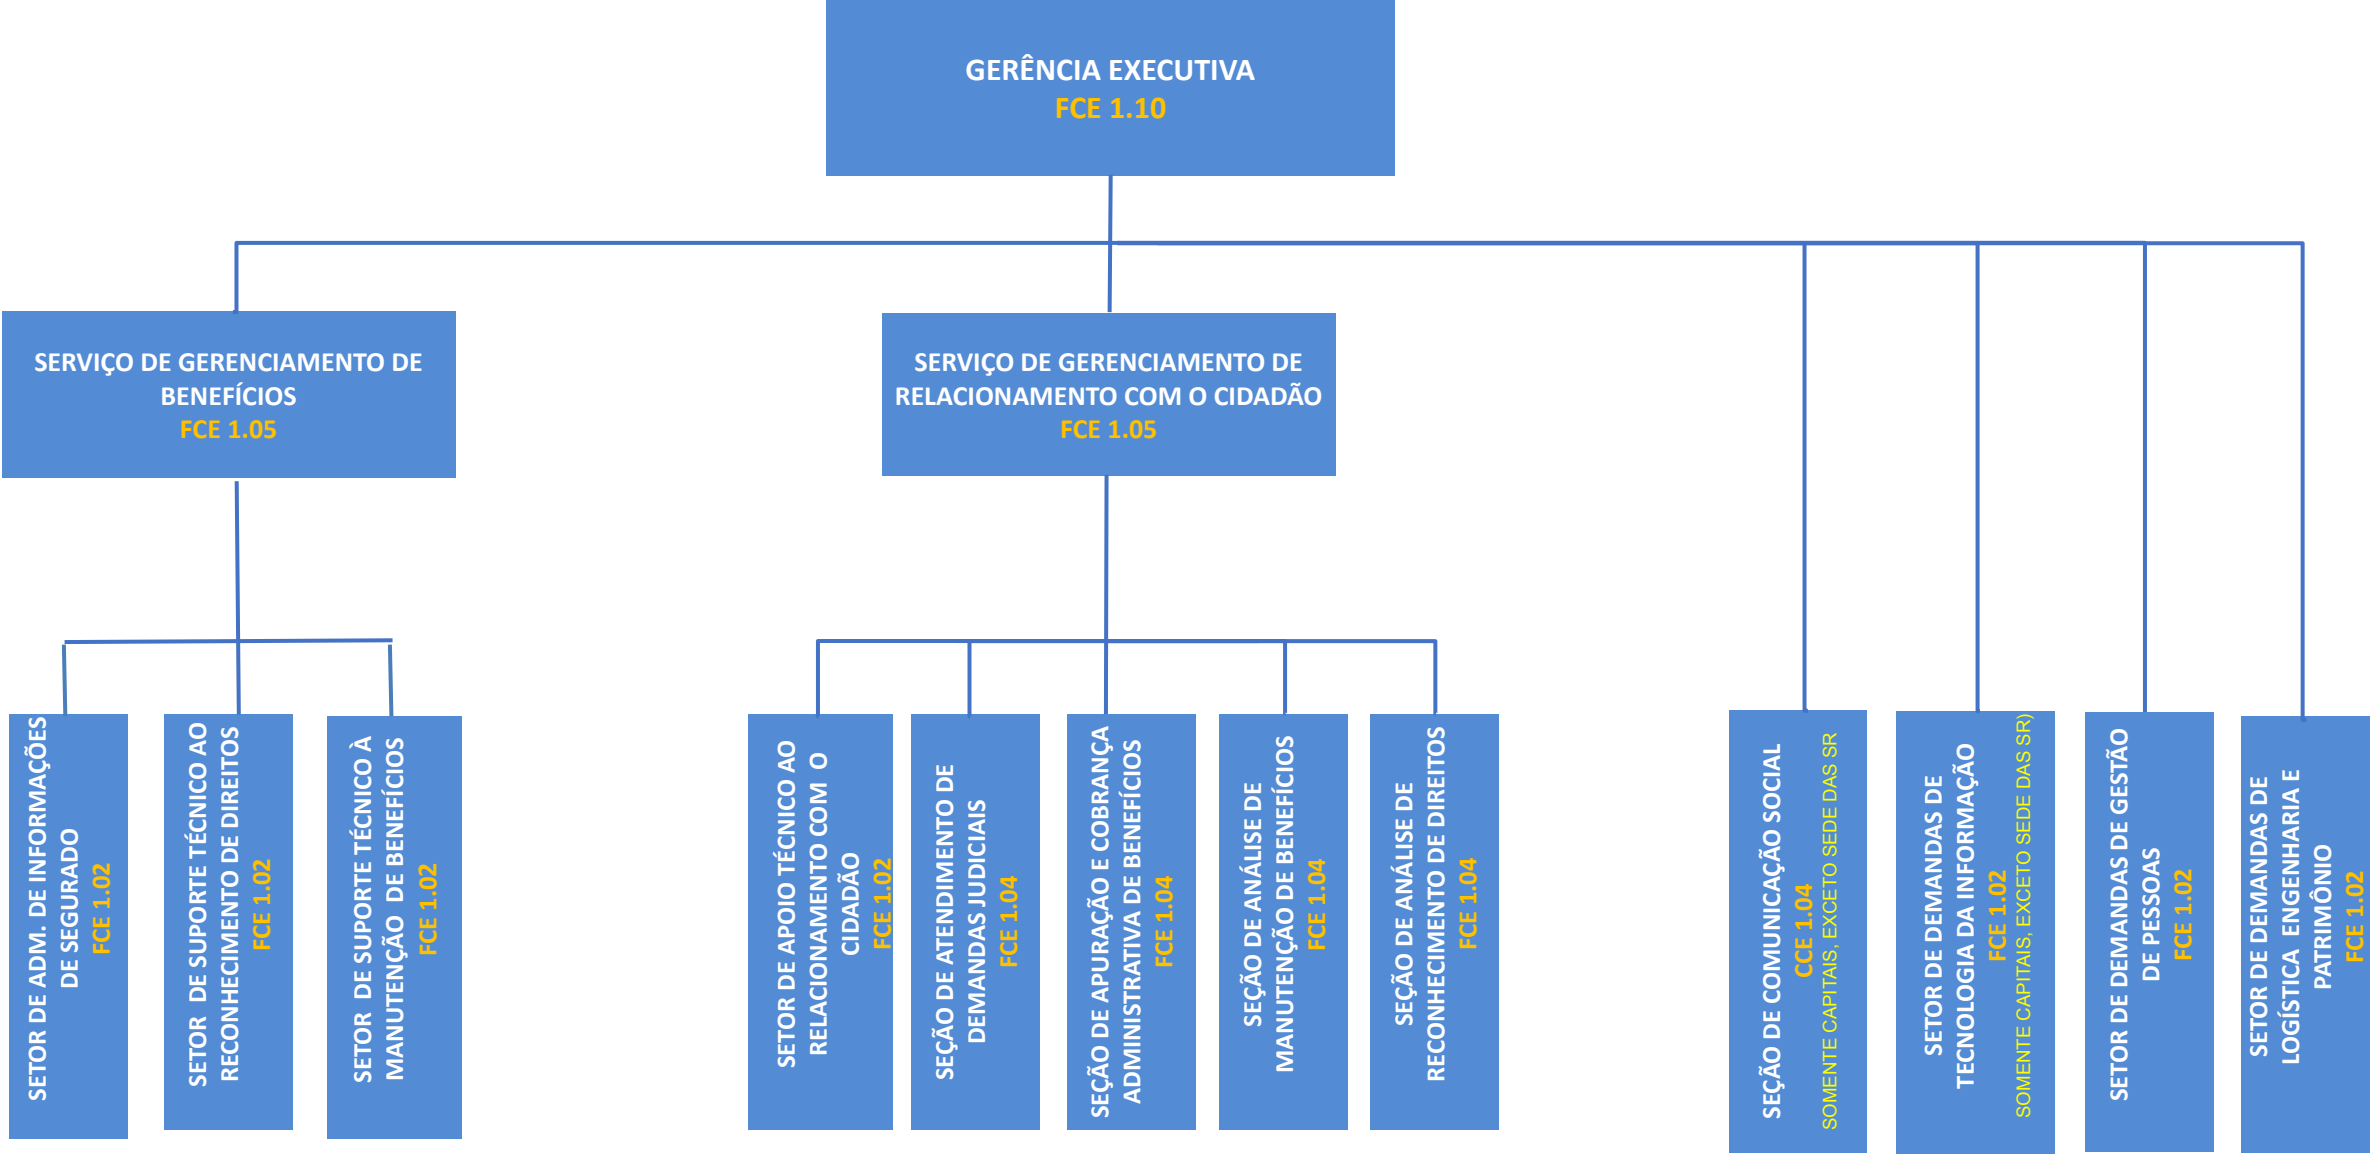 GERÊNCIA EXECUTIVA
FCE 1.10
SERVIÇO DE GERENCIAMENTO DE
BENEFÍCIOS
FCE 1.05
SERVIÇO DE GERENCIAMENTO DE
RELACIONAMENTO COM O CIDADÃO
FCE 1.05
SETOR DE ADM. DE INFORMAÇÕES
DE SEGURADO
FCE 1.02
SETOR DE SUPORTE TÉCNICO AO
RECONHECIMENTO DE DIREITOS
FCE 1.02
SETOR DE SUPORTE TÉCNICO À
MANUTENÇÃO DE BENEFÍCIOS
FCE 1.02
SETOR DE APOIO TÉCNICO AO
RELACIONAMENTO COM O
CIDADÃO
FCE 1.02
SEÇÃO DE ATENDIMENTO DE
DEMANDAS JUDICIAIS
FCE 1.04
SEÇÃO DE APURAÇÃO E COBRANÇA
ADMINISTRATIVA DE BENEFÍCIOS
FCE 1.04
SEÇÃO DE ANÁLISE DE
MANUTENÇÃO DE BENEFÍCIOS
FCE 1.04
SEÇÃO DE ANÁLISE DE
RECONHECIMENTO DE DIREITOS
FCE 1.04
SEÇÃO DE COMUNICAÇÃO SOCIAL
CCE 1.04
SOMENTE CAPITAIS, EXCETO SEDE DAS SR
SETOR DE DEMANDAS DE
TECNOLOGIA DA INFORMAÇÃO
FCE 1.02
SOMENTE CAPITAIS, EXCETO SEDE DAS SR)
SETOR DE DEMANDAS DE GESTÃO
DE PESSOAS
FCE 1.02
SETOR DE DEMANDAS DE
LOGÍSTICA ENGENHARIA E
PATRIMÔNIO
FCE 1.02